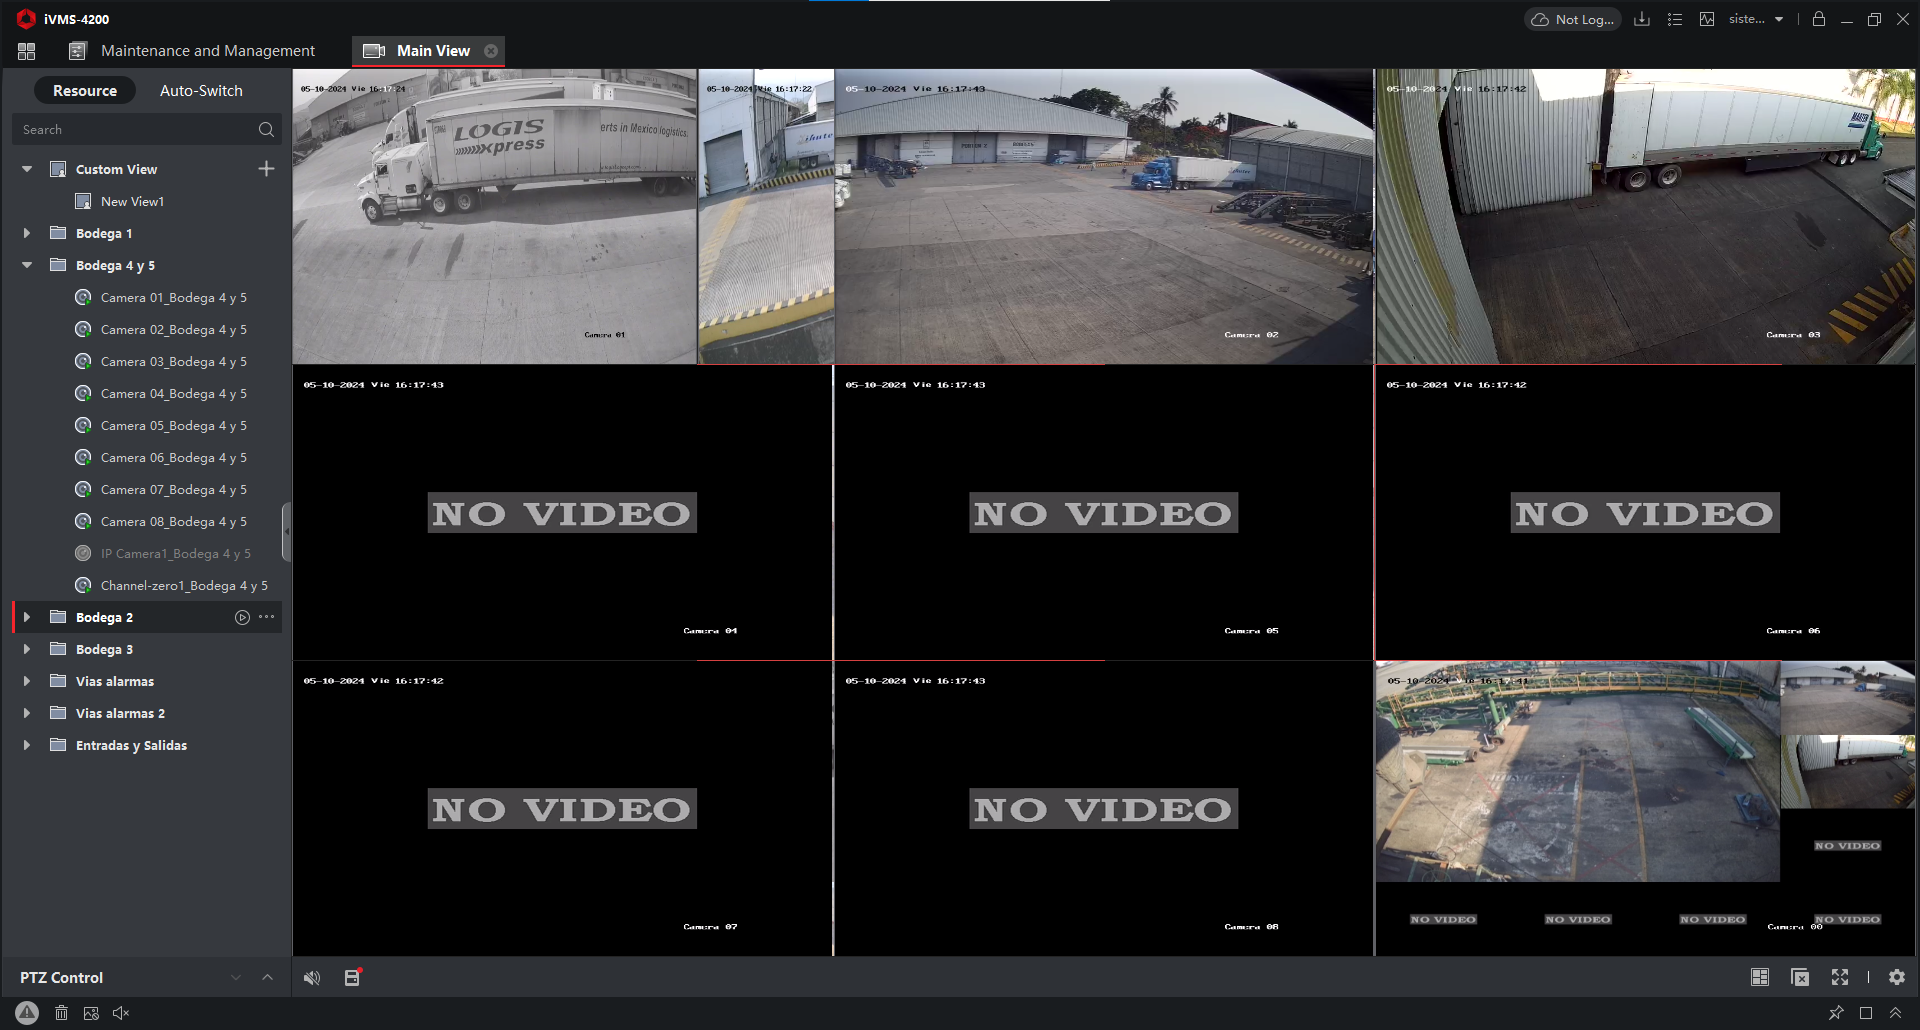 iVMS-4200
Not Log...
siste...
Maintenance and Management
Main View
Resource
Auto-Switch
Search
Custom View
New View1
Bodega 1
Bodega 4 y 5
Camera 01_Bodega 4 y 5
Camera 02_Bodega 4 y 5
Camera 03_Bodega 4 y 5
Camera 04_Bodega 4 y 5
Camera 05_Bodega 4 y 5
Camera 06_Bodega 4 y 5
Camera 07_Bodega 4 y 5
Camera 08_Bodega 4 y 5
IP Camera1_Bodega 4 y 5
Channel-zero1_Bodega 4 y 5
Bodega 2
Bodega 3
Vias alarmas
Vias alarmas 2
Entradas y Salidas
PTZ Control
05-10-2024 Vie 16:17:24
LOGIS
xpress
erts in Mexico logistics.
Camera 01
05-10-2024 Vie 16:17:22
05-10-2024 Vie 16:17:43
Camera 02
05-10-2024 Vie 16:17:42
Camera 03
05-10-2024 Vie 16:17:43
NO VIDEO
Camera 04
05-10-2024 Vie 16:17:43
NO VIDEO
Camera 05
05-10-2024 Vie 16:17:42
NO VIDEO
Camera 06
05-10-2024 Vie 16:17:42
NO VIDEO
Camera 07
05-10-2024 Vie 16:17:43
NO VIDEO
Camera 08
05-10-2024 Vie 16:17:41
NO VIDEO
NO VIDEO
NO VIDEO
NO VIDEO
NO VIDEO
Camera 00